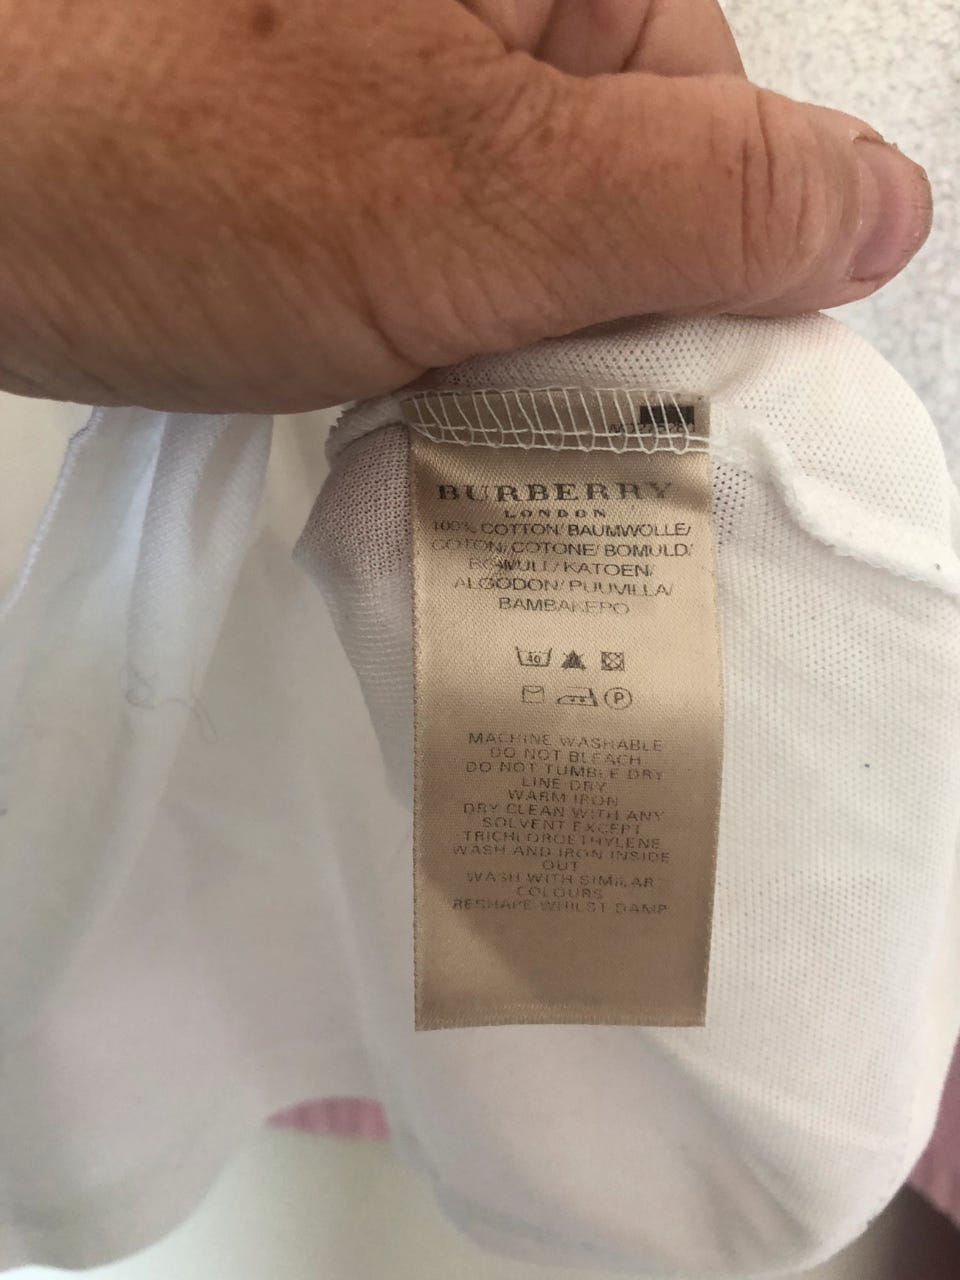 BURBERRY
LONDON
100% COTTON/ BAUMWOLLE/
COTON/ COTONE/ BOMULD/
BOMULL/ KATOEN/
ALGODON/ PUUVILLA/
BAMBAKEPO
40
P
MACHINE WASHABLE
DO NOT BLEACH
DO NOT TUMBLE DRY
LINE DRY
WARM IRON
DRY CLEAN WITH ANY
SOLVENT EXCEPT
TRICHLOROETHYLENE
WASH AND IRON INSIDE
OUT
WASH WITH SIMILAR
COLOURS
RESHAPE WHILST DAMP